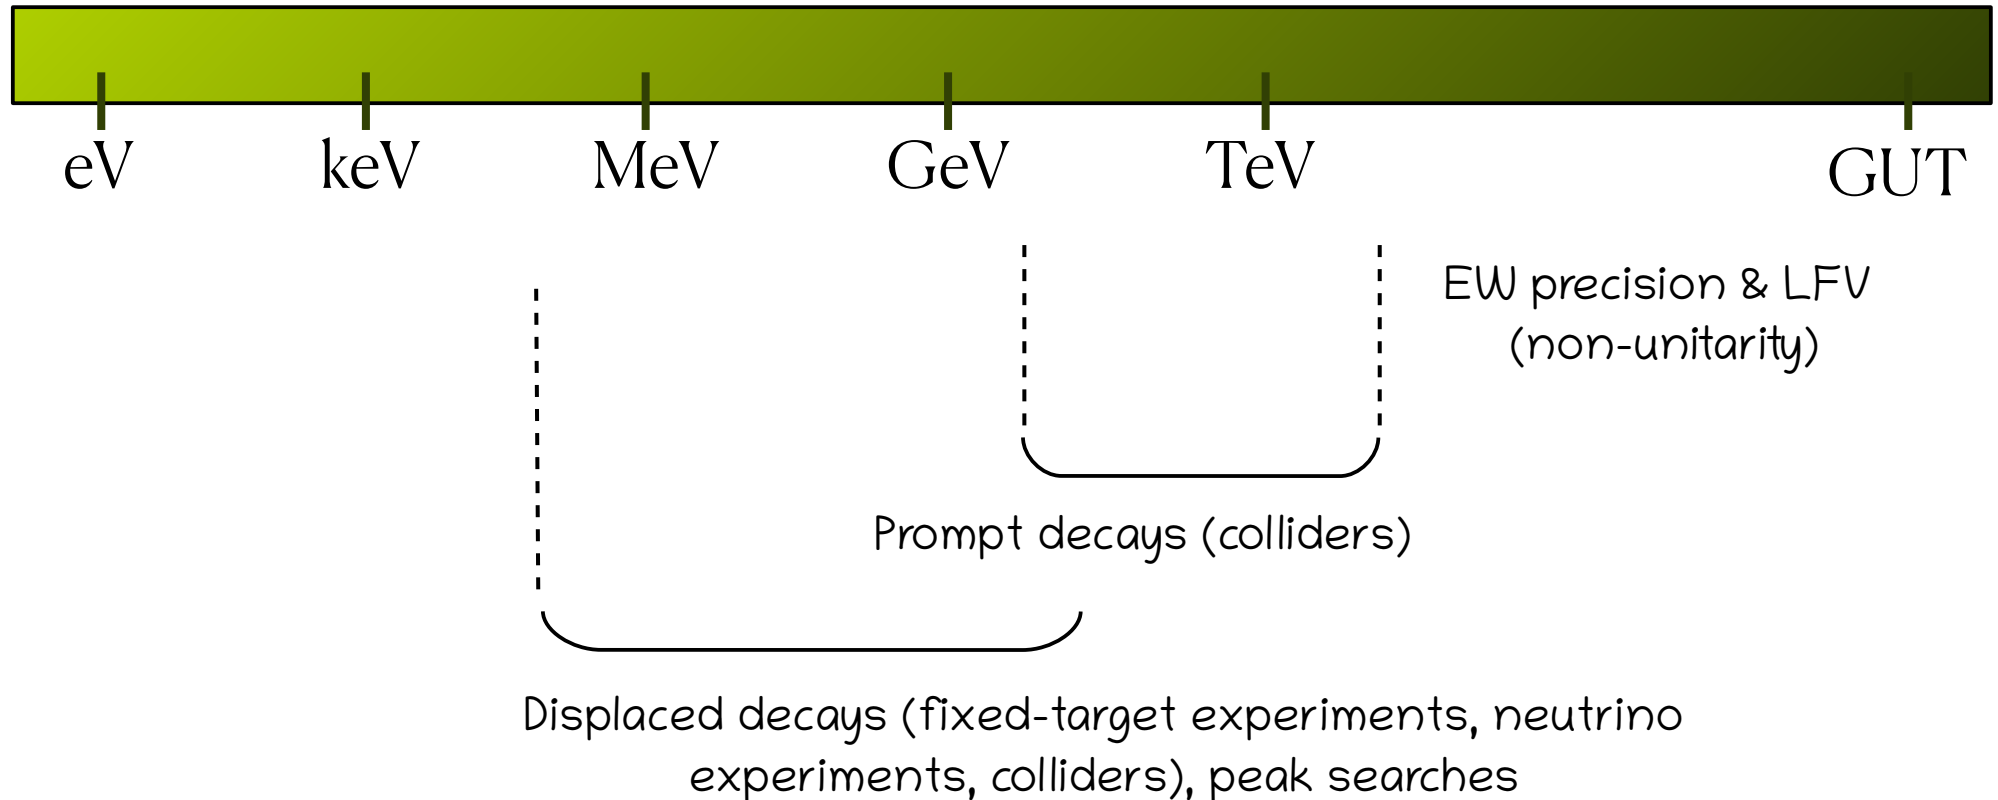 eV keV MeV GeV TeV GUT
EW precision & LFV
(non-unitarity)
Prompt decays (colliders)
Displaced decays (fixed-target experiments, neutrino
experiments, colliders), peak searches